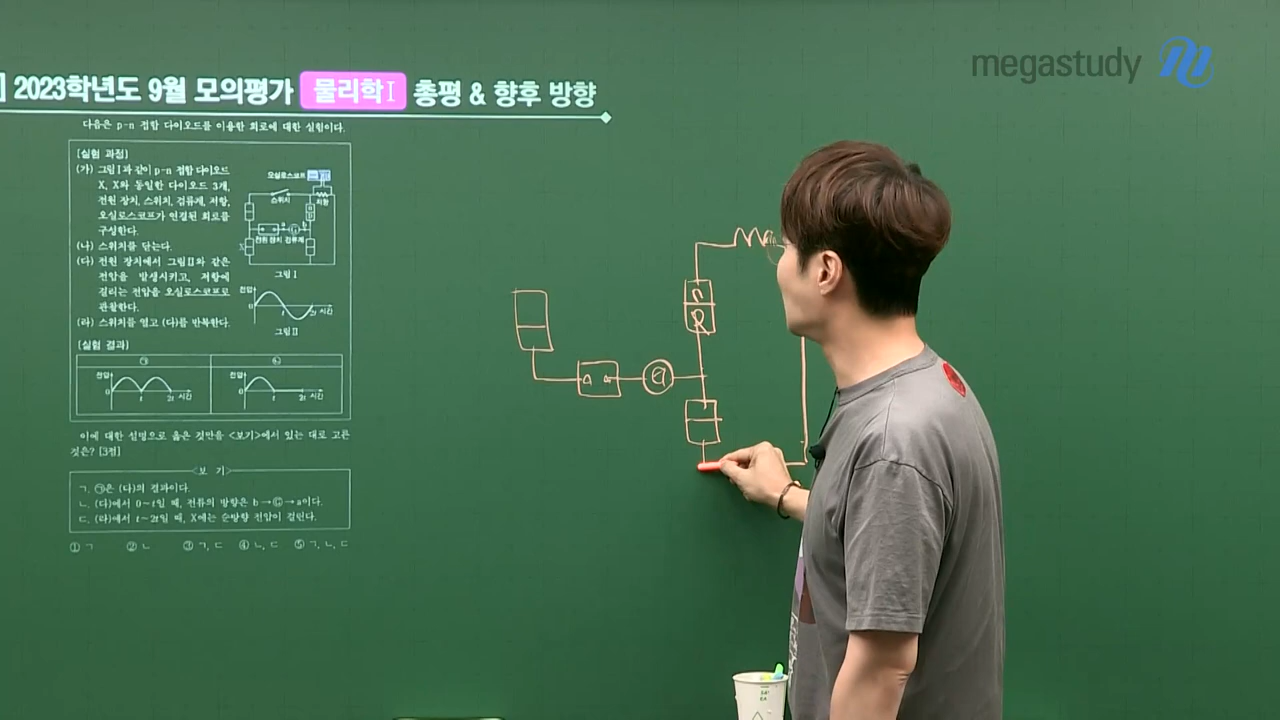 megastudy
2023학년도 9월 모의평가 물리학Ⅰ 총평 & 향후 방향
다음은 p-n 접합 다이오드를 이용한 회로에 대한 실험이다.
[실험 과정]
(가) 그림Ⅰ과 같이 p-n 접합 다이오드
X, X와 동일한 다이오드 3개,
전원 장치, 스위치, 검류계, 저항,
오실로스코프가 연결된 회로를
구성한다.
(나) 스위치를 닫는다.
(다) 전원 장치에서 그림Ⅱ와 같은
전압을 발생시키고, 저항에
걸리는 전압을 오실로스코프로
관찰한다.
(라) 스위치를 열고 (다)를 반복한다.
오실로스코프
스위치
저항
a
b
G
전원 장치 검류계
X
그림Ⅰ
전압
0
t
2t 시간
그림Ⅱ
[실험 결과]
㉠
㉡
전압
0
t
2t 시간
전압
0
t
2t 시간
이에 대한 설명으로 옳은 것만을 <보기>에서 있는 대로 고른
것은? [3점]
<보 기>
ㄱ. ㉠은 (다)의 결과이다.
ㄴ. (다)에서 0~t일 때, 전류의 방향은 b→Ⓖ→a이다.
ㄷ. (라)에서 t~2t일 때, X에는 순방향 전압이 걸린다.
① ㄱ ② ㄴ ③ ㄱ, ㄷ ④ ㄴ, ㄷ ⑤ ㄱ, ㄴ, ㄷ
n